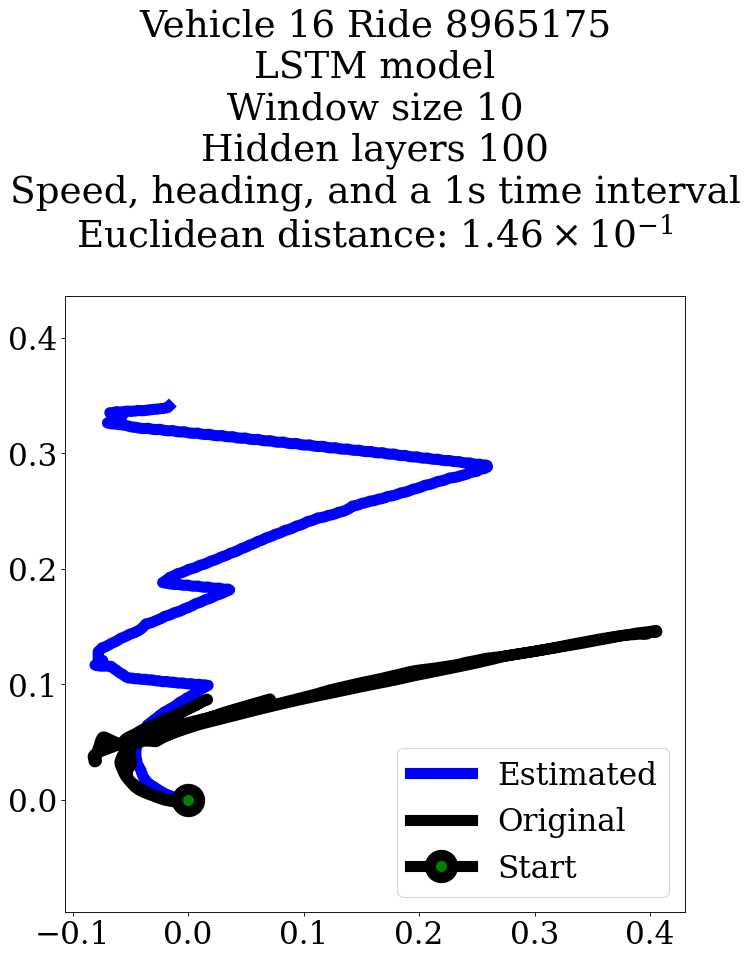 Vehicle 16 Ride 8965175
LSTM model
Window size 10
Hidden layers 100
Speed, heading, and a 1s time interval
Euclidean distance: 1.46 × 10⁻¹
0.4
0.3
0.2
0.1
0.0
−0.1 0.0 0.1 0.2 0.3 0.4
Estimated
Original
Start